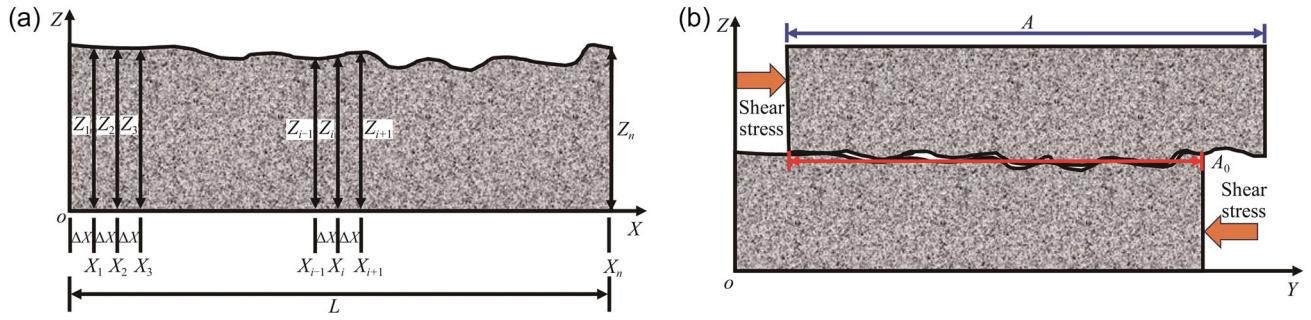 (a)
Z
Z₁ Z₂ Z₃ Zᵢ₋₁ Zᵢ Zᵢ₊₁ Zₙ
o
X
ΔX ΔX ΔX ΔX ΔX
X₁ X₂ X₃ Xᵢ₋₁ Xᵢ Xᵢ₊₁ Xₙ
L
(b)
Z
A
Shear
stress
A₀
Shear
stress
o
Y